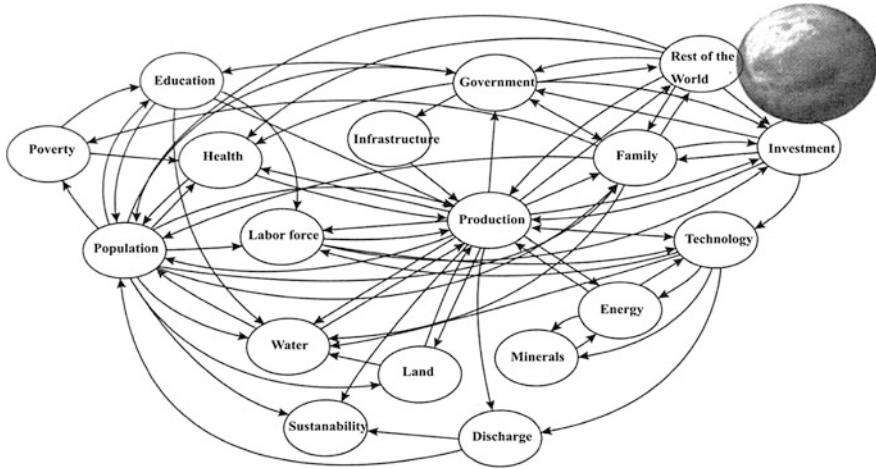 Education
Government
Rest of the
World
Infrastructure
Poverty
Health
Family
Investment
Population
Labor force
Production
Technology
Energy
Water
Minerals
Land
Sustanability
Discharge